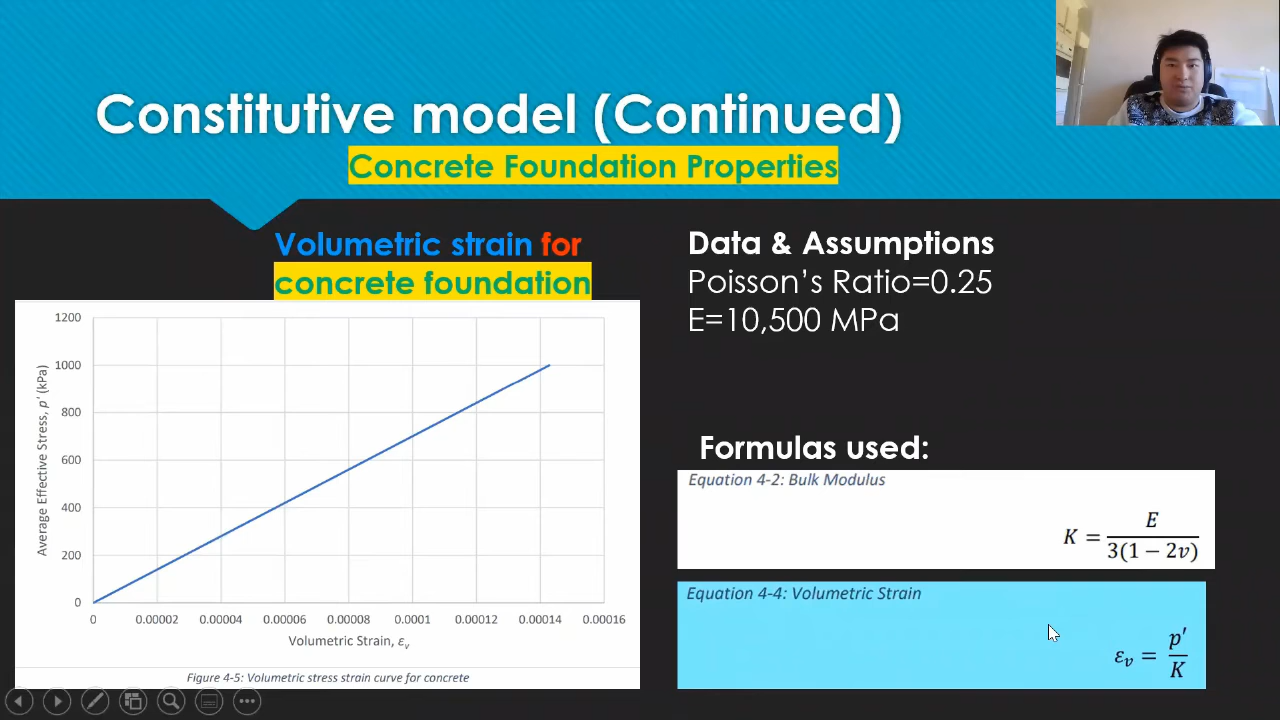 Constitutive model (Continued)
Concrete Foundation Properties
Volumetric strain for
concrete foundation
1200
1000
800
600
400
200
0
Average Effective Stress, p' (kPa)
0 0.00002 0.00004 0.00006 0.00008 0.0001 0.00012 0.00014 0.00016
Volumetric Strain, εv
Figure 4-5: Volumetric stress strain curve for concrete
Data & Assumptions
Poisson’s Ratio=0.25
E=10,500 MPa
Formulas used:
Equation 4-2: Bulk Modulus
K = E / 3(1 − 2v)
Equation 4-4: Volumetric Strain
εv = p' / K